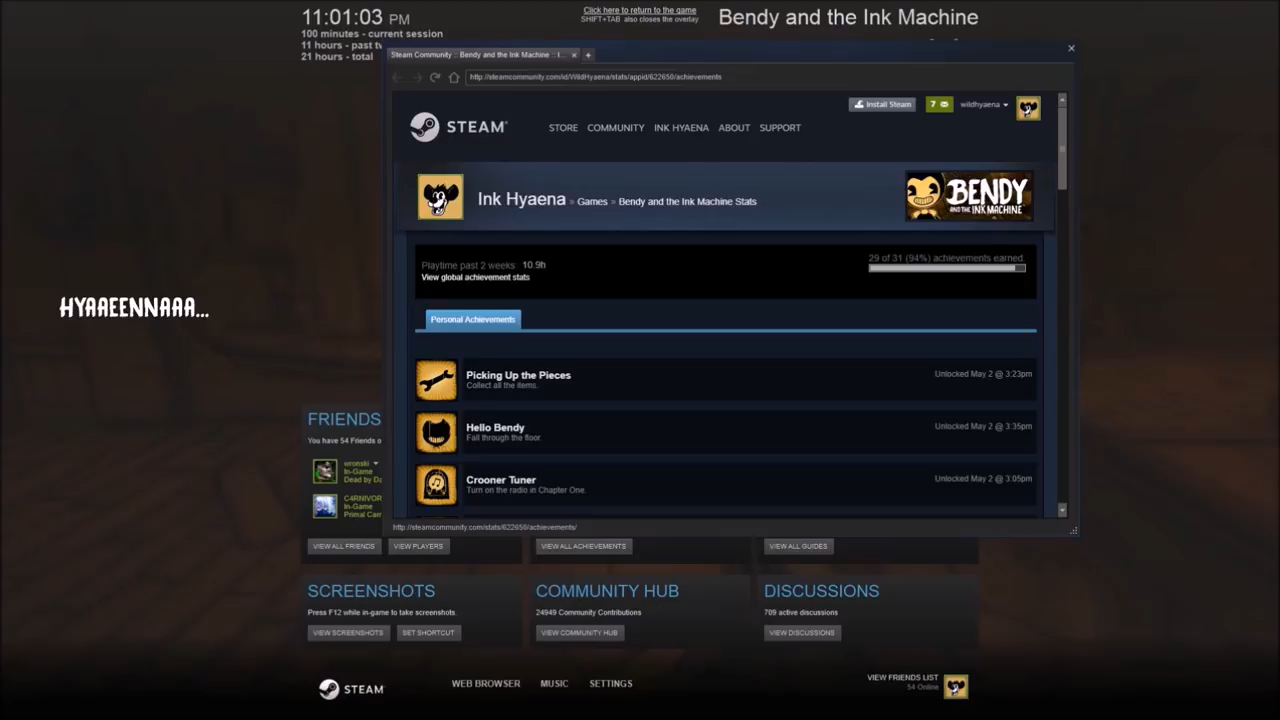 11:01:03 PM
100 minutes - current session
11 hours - past tw
21 hours - total
Click here to return to the game
SHIFT+TAB also closes the overlay
Bendy and the Ink Machine
Steam Community :: Bendy and the Ink Machine :: I...
http://steamcommunity.com/id/WildHyaena/stats/appid/622650/achievements
Install Steam
7
wildhyaena
STEAM®
STORE COMMUNITY INK HYAENA ABOUT SUPPORT
Ink Hyaena » Games » Bendy and the Ink Machine Stats
BENDY
AND THE INK MACHINE
Playtime past 2 weeks: 10.9h
View global achievement stats
29 of 31 (94%) achievements earned
HYAAEENNAAA...
Personal Achievements
Picking Up the Pieces
Collect all the items.
Unlocked May 2 @ 3:23pm
Hello Bendy
Fall through the floor.
Unlocked May 2 @ 3:35pm
Crooner Tuner
Turn on the radio in Chapter One.
Unlocked May 2 @ 3:05pm
http://steamcommunity.com/stats/622650/achievements/
FRIENDS
You have 54 Friends o
wronski
In-Game
Dead by Da
C4RNIVOR
In-Game
Primal Carn
VIEW ALL FRIENDS VIEW PLAYERS VIEW ALL ACHIEVEMENTS VIEW ALL GUIDES
SCREENSHOTS
Press F12 while in-game to take screenshots.
VIEW SCREENSHOTS SET SHORTCUT
COMMUNITY HUB
24949 Community Contributions
VIEW COMMUNITY HUB
DISCUSSIONS
709 active discussions
VIEW DISCUSSIONS
STEAM
WEB BROWSER MUSIC SETTINGS
VIEW FRIENDS LIST
54 Online